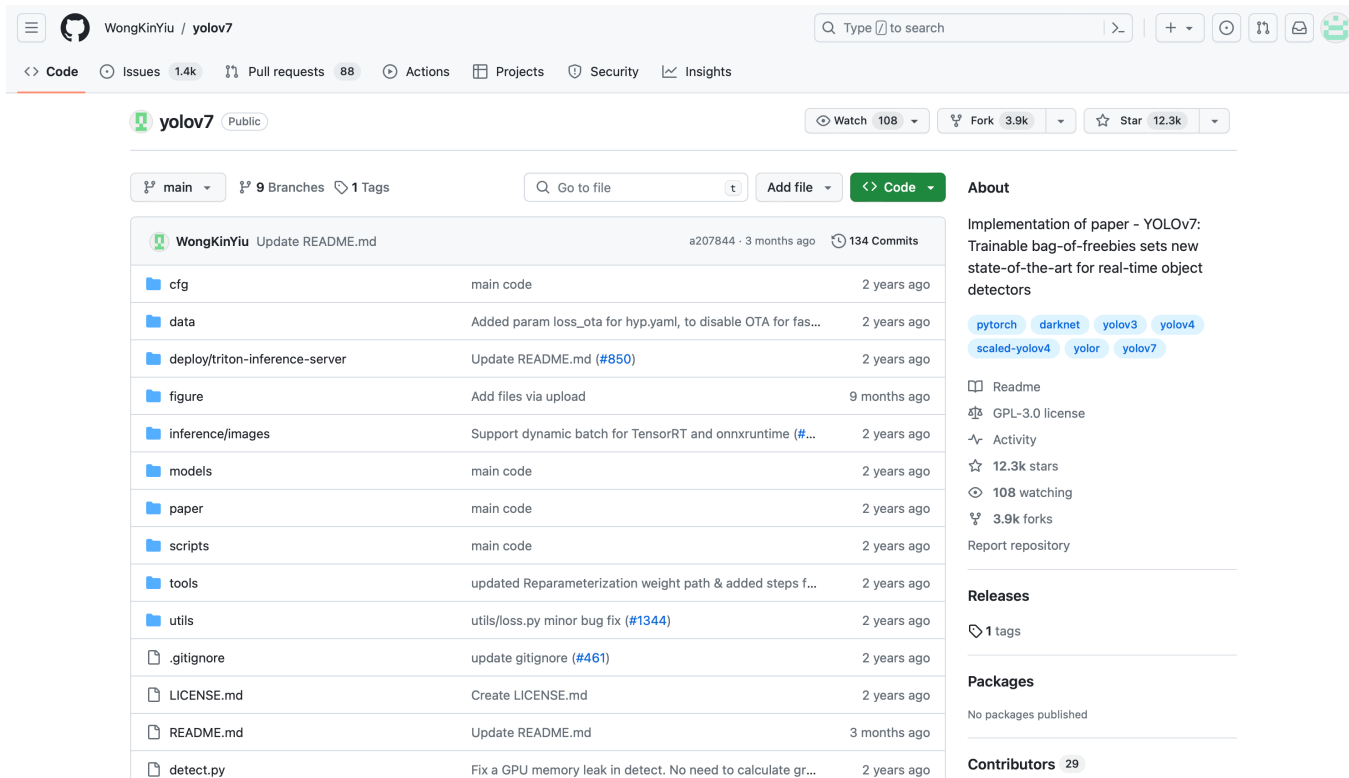 WongKinYiu / yolov7
Type / to search
Code
Issues 1.4k
Pull requests 88
Actions
Projects
Security
Insights
yolov7 Public
Watch 108
Fork 3.9k
Star 12.3k
main
9 Branches
1 Tags
Go to file t
Add file
Code
WongKinYiu Update README.md a207844 · 3 months ago 134 Commits
cfg main code 2 years ago
data Added param loss_ota for hyp.yaml, to disable OTA for fas... 2 years ago
deploy/triton-inference-server Update README.md (#850) 2 years ago
figure Add files via upload 9 months ago
inference/images Support dynamic batch for TensorRT and onnxruntime (#... 2 years ago
models main code 2 years ago
paper main code 2 years ago
scripts main code 2 years ago
tools updated Reparameterization weight path & added steps f... 2 years ago
utils utils/loss.py minor bug fix (#1344) 2 years ago
.gitignore update gitignore (#461) 2 years ago
LICENSE.md Create LICENSE.md 2 years ago
README.md Update README.md 3 months ago
detect.py Fix a GPU memory leak in detect. No need to calculate gr... 2 years ago
About
Implementation of paper - YOLOv7:
Trainable bag-of-freebies sets new
state-of-the-art for real-time object
detectors
pytorch darknet yolov3 yolov4
scaled-yolov4 yolor yolov7
Readme
GPL-3.0 license
Activity
12.3k stars
108 watching
3.9k forks
Report repository
Releases
1 tags
Packages
No packages published
Contributors 29